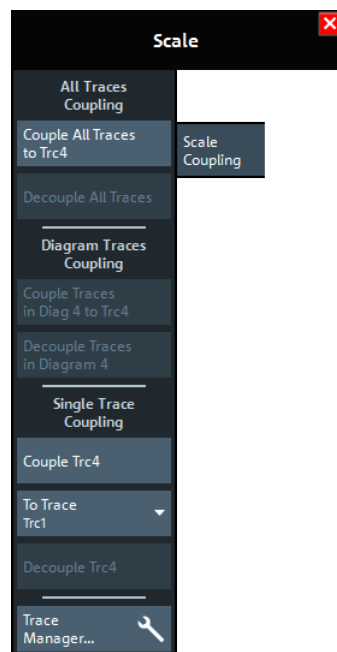 Scale
All Traces
Coupling
Couple All Traces
to Trc4
Decouple All Traces
Diagram Traces
Coupling
Couple Traces
in Diag 4 to Trc4
Decouple Traces
in Diagram 4
Single Trace
Coupling
Couple Trc4
To Trace
Trc1
Decouple Trc4
Trace
Manager...
Scale
Coupling